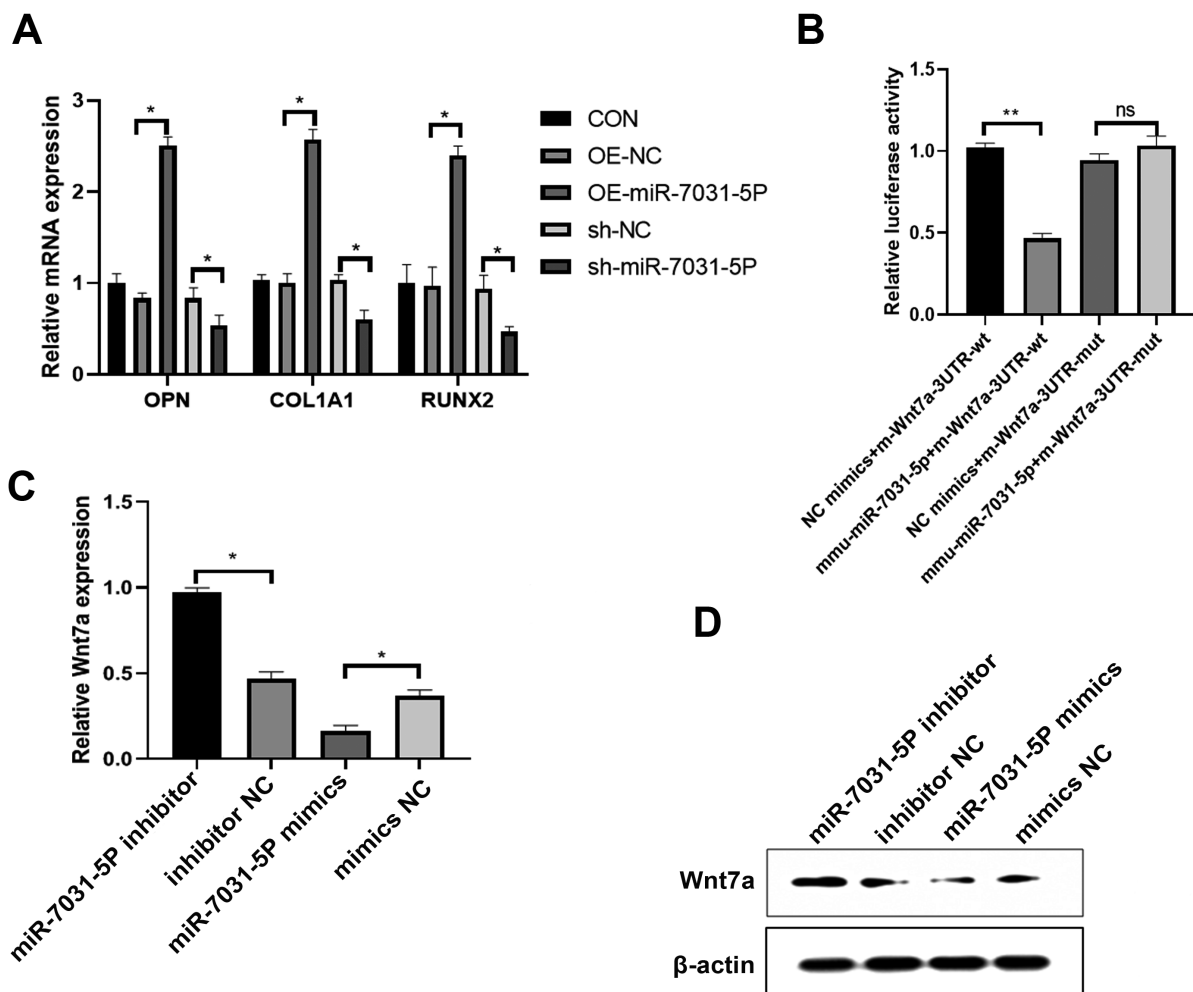 A
Relative mRNA expression
3
2
1
0
*
*
*
*
*
*
OPN
COL1A1
RUNX2
CON
OE-NC
OE-miR-7031-5P
sh-NC
sh-miR-7031-5P
B
Relative luciferase activity
1.5
1.0
0.5
0.0
**
ns
NC mimics+m-Wnt7a-3UTR-wt
mmu-miR-7031-5p+m-Wnt7a-3UTR-wt
NC mimics+m-Wnt7a-3UTR-mut
mmu-miR-7031-5p+m-Wnt7a-3UTR-mut
C
Relative Wnt7a expression
1.5
1.0
0.5
0.0
*
*
miR-7031-5P inhibitor
inhibitor NC
miR-7031-5P mimics
mimics NC
D
miR-7031-5P inhibitor
inhibitor NC
miR-7031-5P mimics
mimics NC
Wnt7a
β-actin